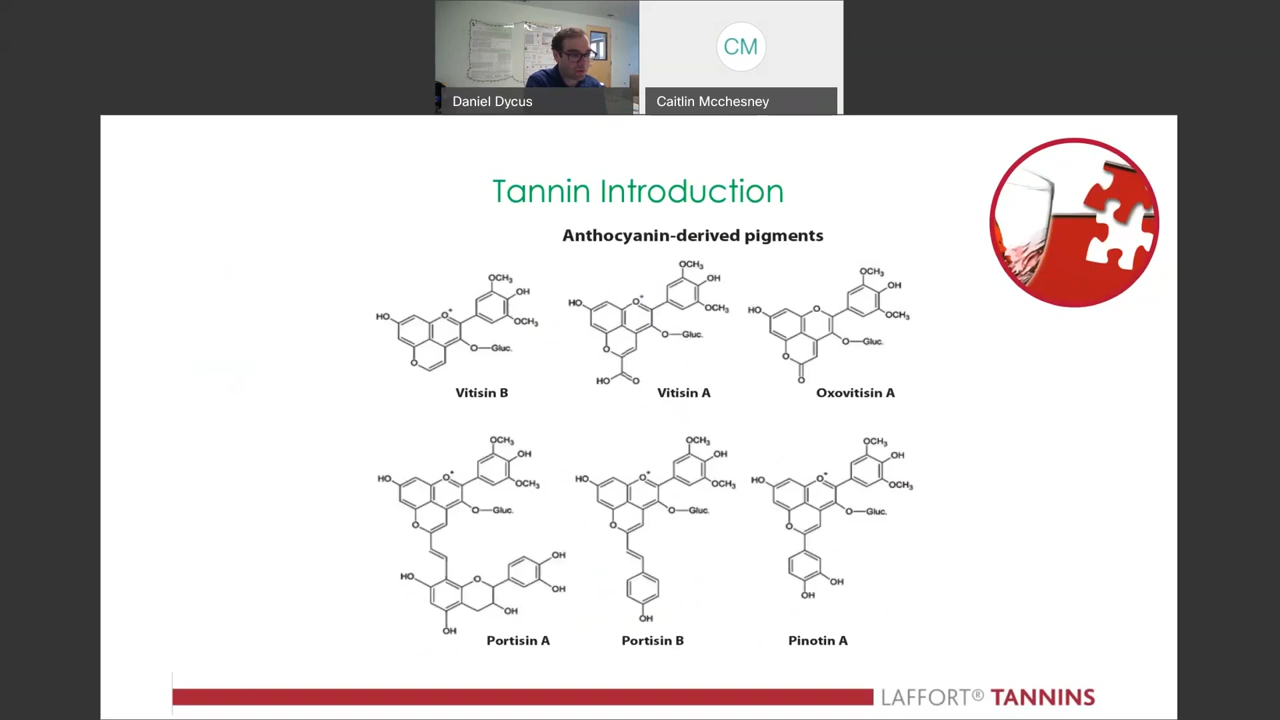 CM
Daniel Dycus
Caitlin Mcchesney
Tannin Introduction
Anthocyanin-derived pigments
OCH3
OH
HO
O+
OCH3
O—Gluc.
O
Vitisin B
OCH3
OH
HO
O+
OCH3
O—Gluc.
O
HO
O
Vitisin A
OCH3
OH
HO
O
OCH3
O—Gluc.
O
O
Oxovitisin A
OCH3
OH
HO
O+
OCH3
O—Gluc.
O
OH
HO
O
OH
OH
OH
Portisin A
OCH3
OH
HO
O+
OCH3
O—Gluc.
O
OH
Portisin B
OCH3
OH
HO
O+
OCH3
O—Gluc.
O
OH
OH
Pinotin A
LAFFORT® TANNINS